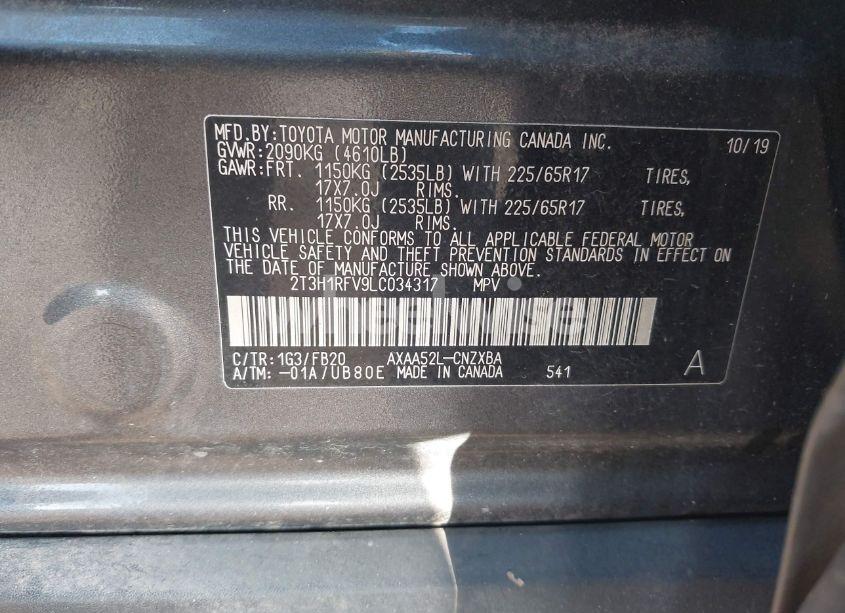 MFD.BY:TOYOTA MOTOR MANUFACTURING CANADA INC. 10/19
GVWR:2090KG (4610LB)
GAWR:FRT. 1150KG (2535LB) WITH 225/65R17 TIRES,
17X7.0J RIMS.
RR. 1150KG (2535LB) WITH 225/65R17 TIRES,
17X7.0J RIMS.
THIS VEHICLE CONFORMS TO ALL APPLICABLE FEDERAL MOTOR
VEHICLE SAFETY AND THEFT PREVENTION STANDARDS IN EFFECT ON
THE DATE OF MANUFACTURE SHOWN ABOVE.
2T3H1RFV9LC034317 MPV
C/TR:1G3/FB20 AXAA52L-CNZXBA
A/TM:-01A/UB80E MADE IN CANADA 541 A